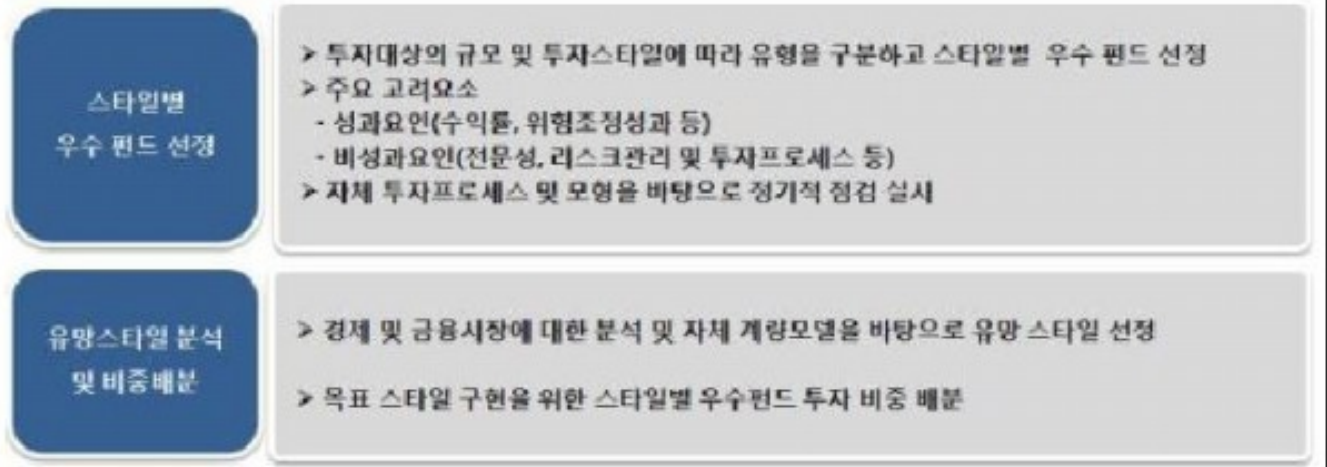 스타일별
우수 펀드 선정
➢ 투자대상의 규모 및 투자스타일에 따라 유형을 구분하고 스타일별 우수 펀드 선정
➢ 주요 고려요소
- 성과요인(수익률, 위험조정성과 등)
- 비성과요인(전문성, 리스크관리 및 투자프로세스 등)
➢ 자체 투자프로세스 및 모형을 바탕으로 정기적 점검 실시
유망스타일 분석
및 비중배분
➢ 경제 및 금융시장에 대한 분석 및 자체 계량모델을 바탕으로 유망 스타일 선정
➢ 목표 스타일 구현을 위한 스타일별 우수펀드 투자 비중 배분